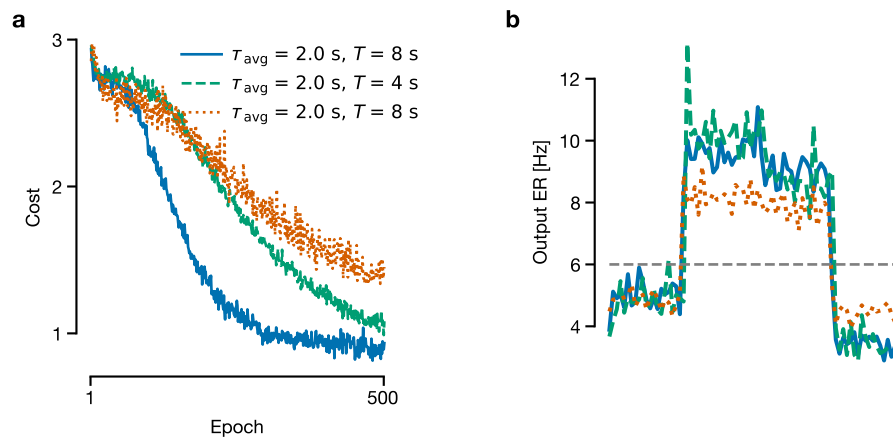 a
3
2
1
Cost
1
500
Epoch
τavg = 2.0 s, T = 8 s
τavg = 2.0 s, T = 4 s
τavg = 2.0 s, T = 8 s
b
12
10
8
6
4
Output ER [Hz]